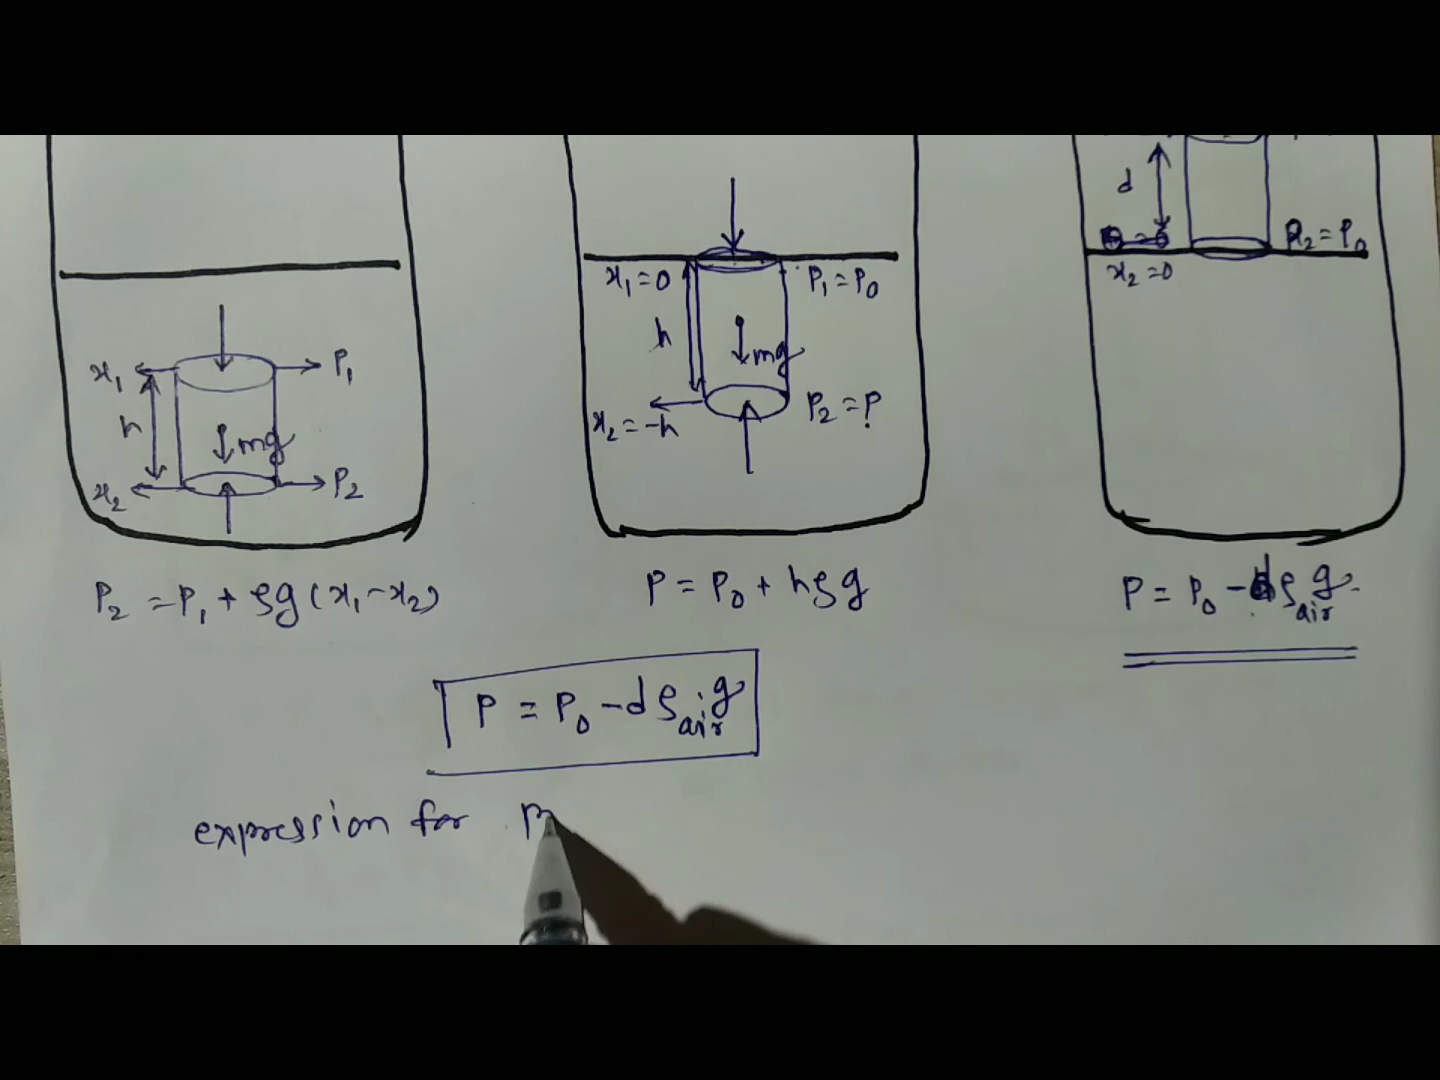 x₁ P₁
h
mg
x₂ P₂
P₂ = P₁ + ρg (x₁ - x₂)
x₁ = 0 P₁ = P₀
h
mg
x₂ = -h P₂ = ?
P = P₀ + hρg
d
P₂ = P₀
x₂ = 0
P = P₀ - dρair g
P = P₀ - dρair g
expression for